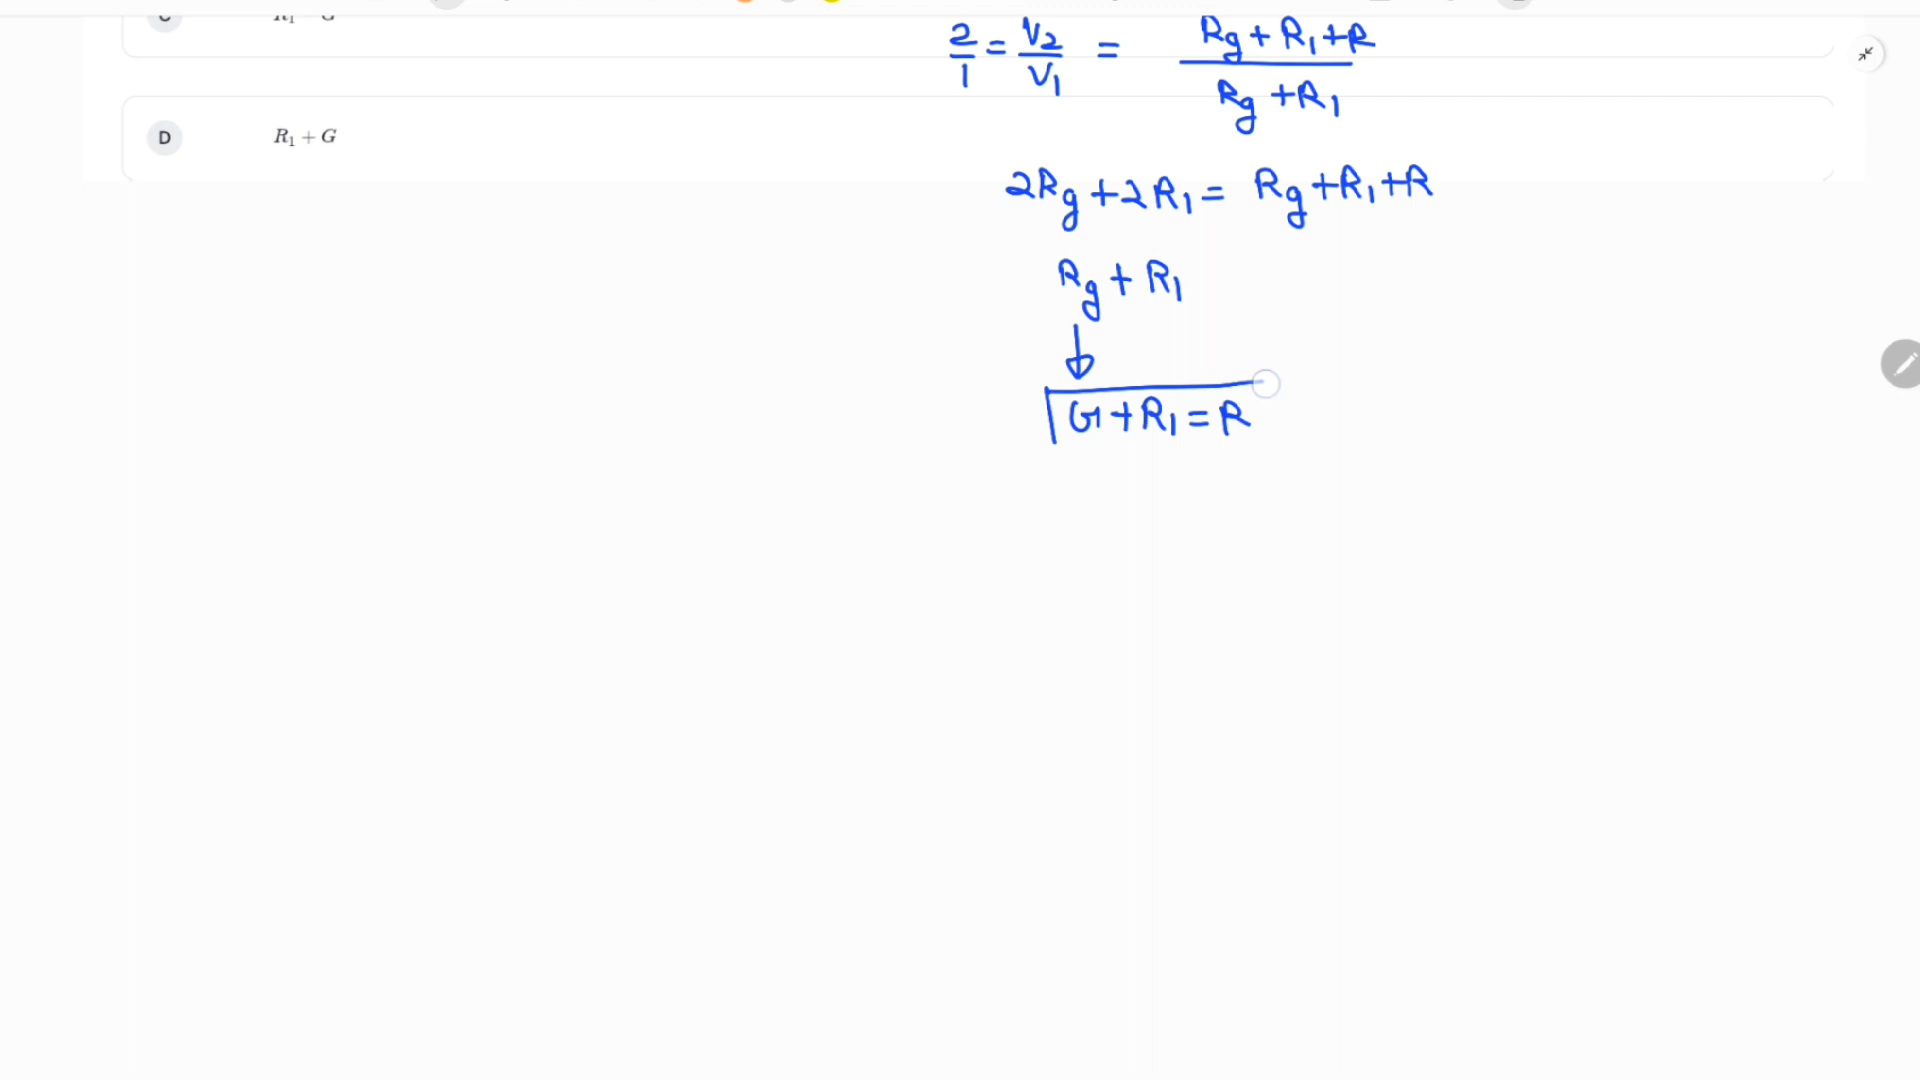 2/1 = V₂/V₁ = (Rg + R₁ + R)/(Rg + R₁)
D R₁ + G
2Rg + 2R₁ = Rg + R₁ + R
Rg + R₁
↓
G + R₁ = R